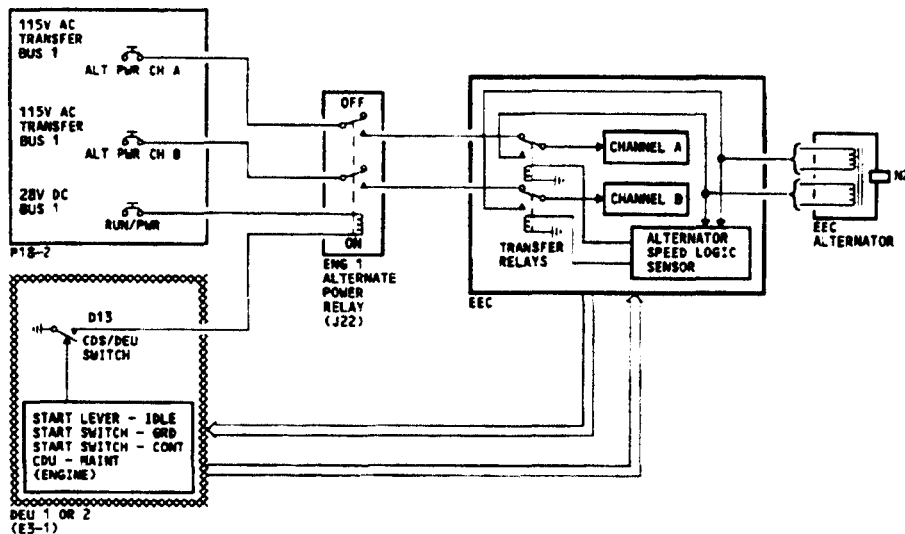 115V AC
TRANSFER
BUS 1
ALT PWR CH A
115V AC
TRANSFER
BUS 1
ALT PWR CH B
28V DC
BUS 1
RUN/PWR
P18-2
OFF
ON
ENG 1
ALTERNATE
POWER
RELAY
(J22)
CHANNEL A
CHANNEL B
TRANSFER
RELAYS
ALTERNATOR
SPEED LOGIC
SENSOR
EEC
N2
EEC
ALTERNATOR
D13
CDS/DEU
SWITCH
START LEVER - IDLE
START SWITCH - GRD
START SWITCH - CONT
CDU - MAINT
(ENGINE)
DEU 1 OR 2
(E3-1)